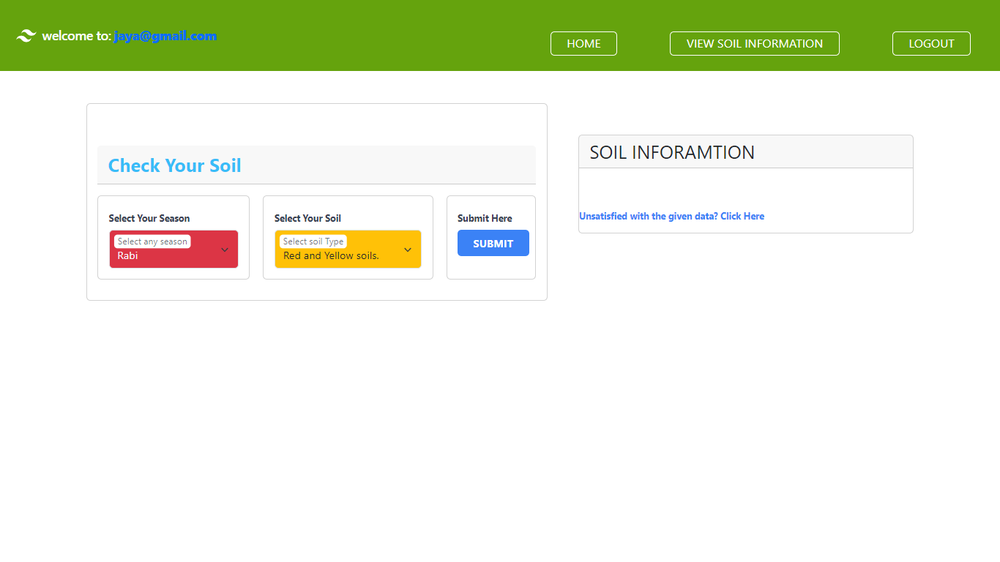 welcome to: jaya@gmail.com
HOME
VIEW SOIL INFORMATION
LOGOUT
Check Your Soil
Select Your Season
Select any season
Rabi
Select Your Soil
Select soil Type
Red and Yellow soils.
Submit Here
SUBMIT
SOIL INFORAMTION
Unsatisfied with the given data? Click Here